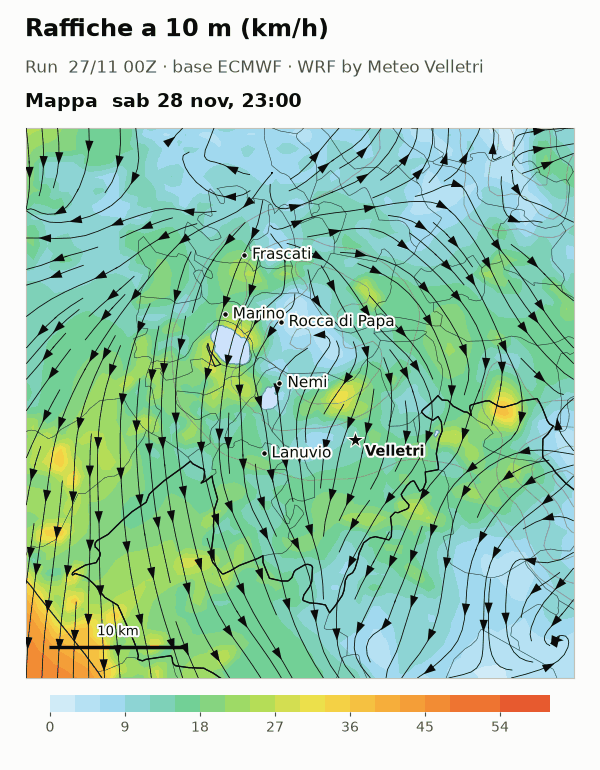 Raffiche a 10 m (km/h)
Run  27/11 00Z · base ECMWF · WRF by Meteo Velletri
Mappa  sab 28 nov, 23:00
Frascati
Marino
Rocca di Papa
Nemi
Velletri
Lanuvio
10 km
0 9 18 27 36 45 54